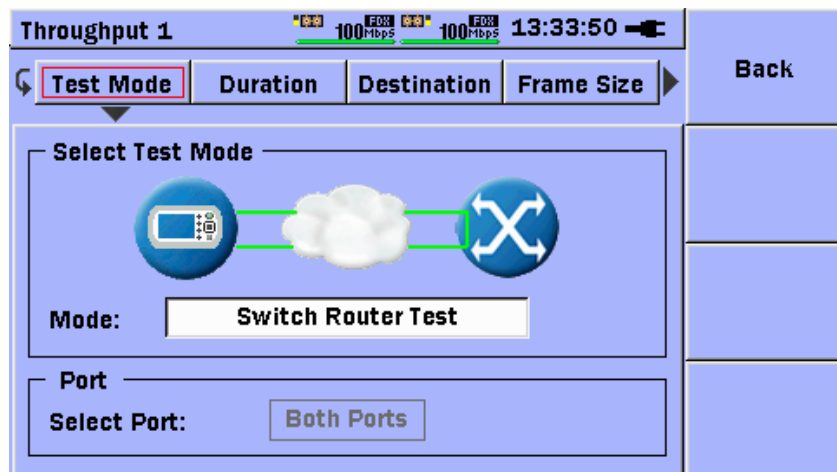 Throughput 1 100 FDX Mbps 100 FDX Mbps 13:33:50
Back
Test Mode Duration Destination Frame Size
Select Test Mode
Mode: Switch Router Test
Port
Select Port: Both Ports